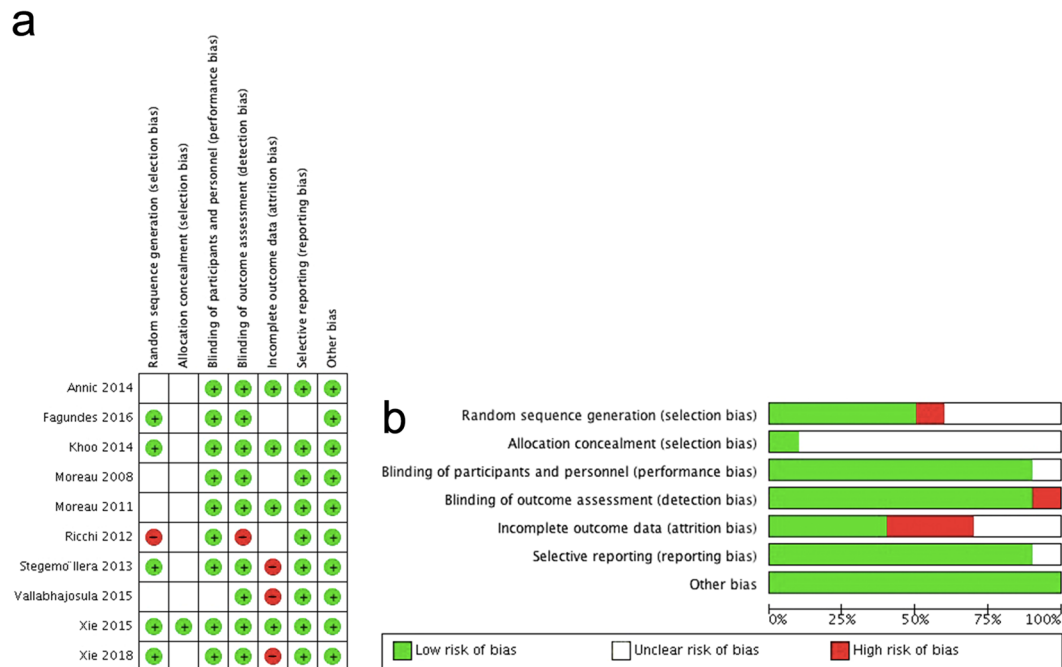 a
Random sequence generation (selection bias)
Allocation concealment (selection bias)
Blinding of participants and personnel (performance bias)
Blinding of outcome assessment (detection bias)
Incomplete outcome data (attrition bias)
Selective reporting (reporting bias)
Other bias
Annic 2014
+ + + + +
Fagundes 2016
+ + + +
Khoo 2014
+ + + + + +
Moreau 2008
+ + + +
Moreau 2011
+ + + + +
Ricchi 2012
− + − + +
Stegemo¨llera 2013
+ + + − + +
Vallabhajosula 2015
+ − + +
Xie 2015
+ + + + + + +
Xie 2018
+ + + − + +
b
Random sequence generation (selection bias)
Allocation concealment (selection bias)
Blinding of participants and personnel (performance bias)
Blinding of outcome assessment (detection bias)
Incomplete outcome data (attrition bias)
Selective reporting (reporting bias)
Other bias
0% 25% 50% 75% 100%
Low risk of bias Unclear risk of bias High risk of bias